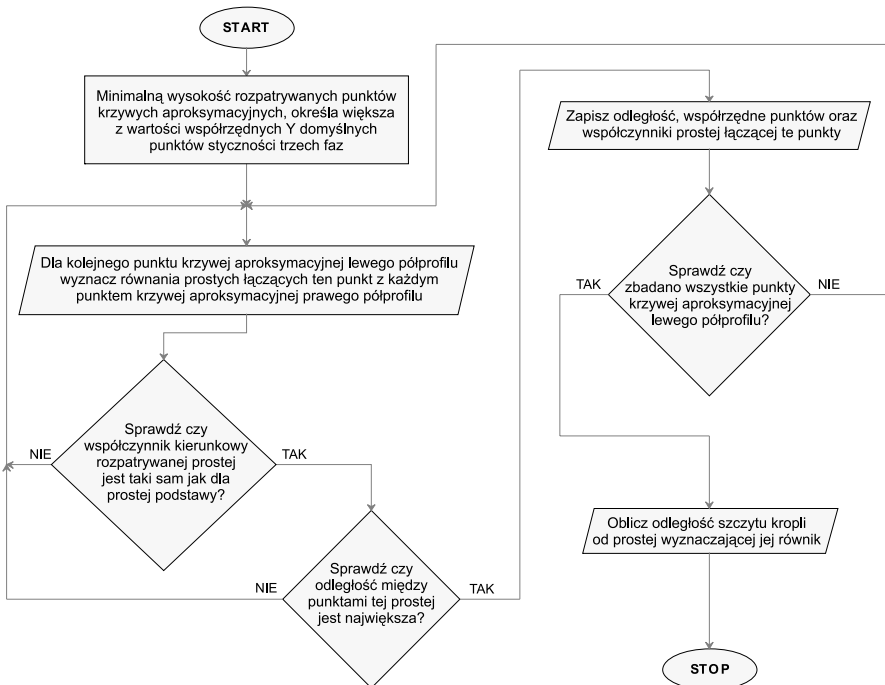 START
Minimalną wysokość rozpatrywanych punktów
krzywych aproksymacyjnych, określa większa
z wartości współrzędnych Y domyślnych
punktów styczności trzech faz
Dla kolejnego punktu krzywej aproksymacyjnej lewego półprofilu
wyznacz równania prostych łączących ten punkt z każdym
punktem krzywej aproksymacyjnej prawego półprofilu
Sprawdź czy
współczynnik kierunkowy
rozpatrywanej prostej
jest taki sam jak dla
prostej podstawy?
NIE
TAK
Sprawdź czy
odległość między
punktami tej prostej
jest największa?
NIE
TAK
Zapisz odległość, współrzędne punktów oraz
współczynniki prostej łączącej te punkty
Sprawdź czy
zbadano wszystkie punkty
krzywej aproksymacyjnej
lewego półprofilu?
TAK
NIE
Oblicz odległość szczytu kropli
od prostej wyznaczającej jej równik
STOP